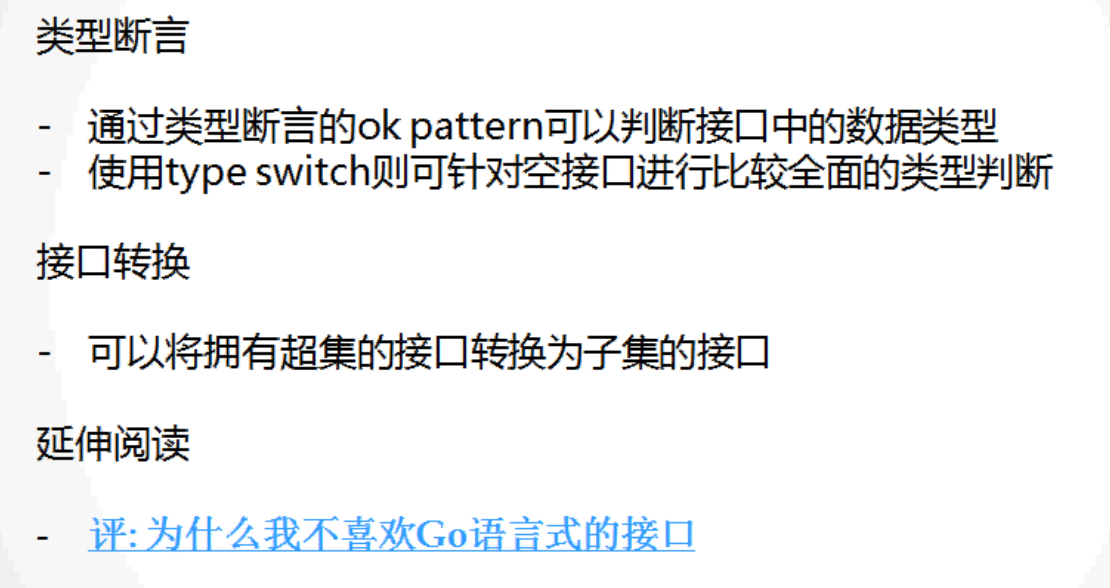 类型断言
- 通过类型断言的ok pattern可以判断接口中的数据类型
- 使用type switch则可针对空接口进行比较全面的类型判断
接口转换
- 可以将拥有超集的接口转换为子集的接口
延伸阅读
- 评: 为什么我不喜欢Go语言式的接口